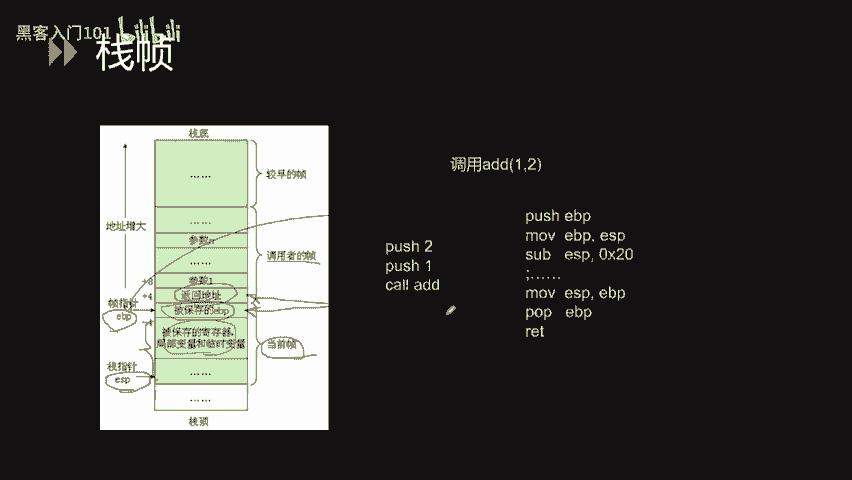 黑客入门101 bilibili
栈帧
栈底
……
较早的帧
……
地址增大
参数n
……
调用者的帧
+8
参数1
+4
返回地址
帧指针
ebp
被保存的ebp
-4
被保存的寄存器,
局部变量和临时变量
当前帧
栈指针
esp
……
……
栈顶
调用add(1,2)
push 2
push 1
call add
push ebp
mov ebp, esp
sub esp, 0x20
;……
mov esp, ebp
pop ebp
ret